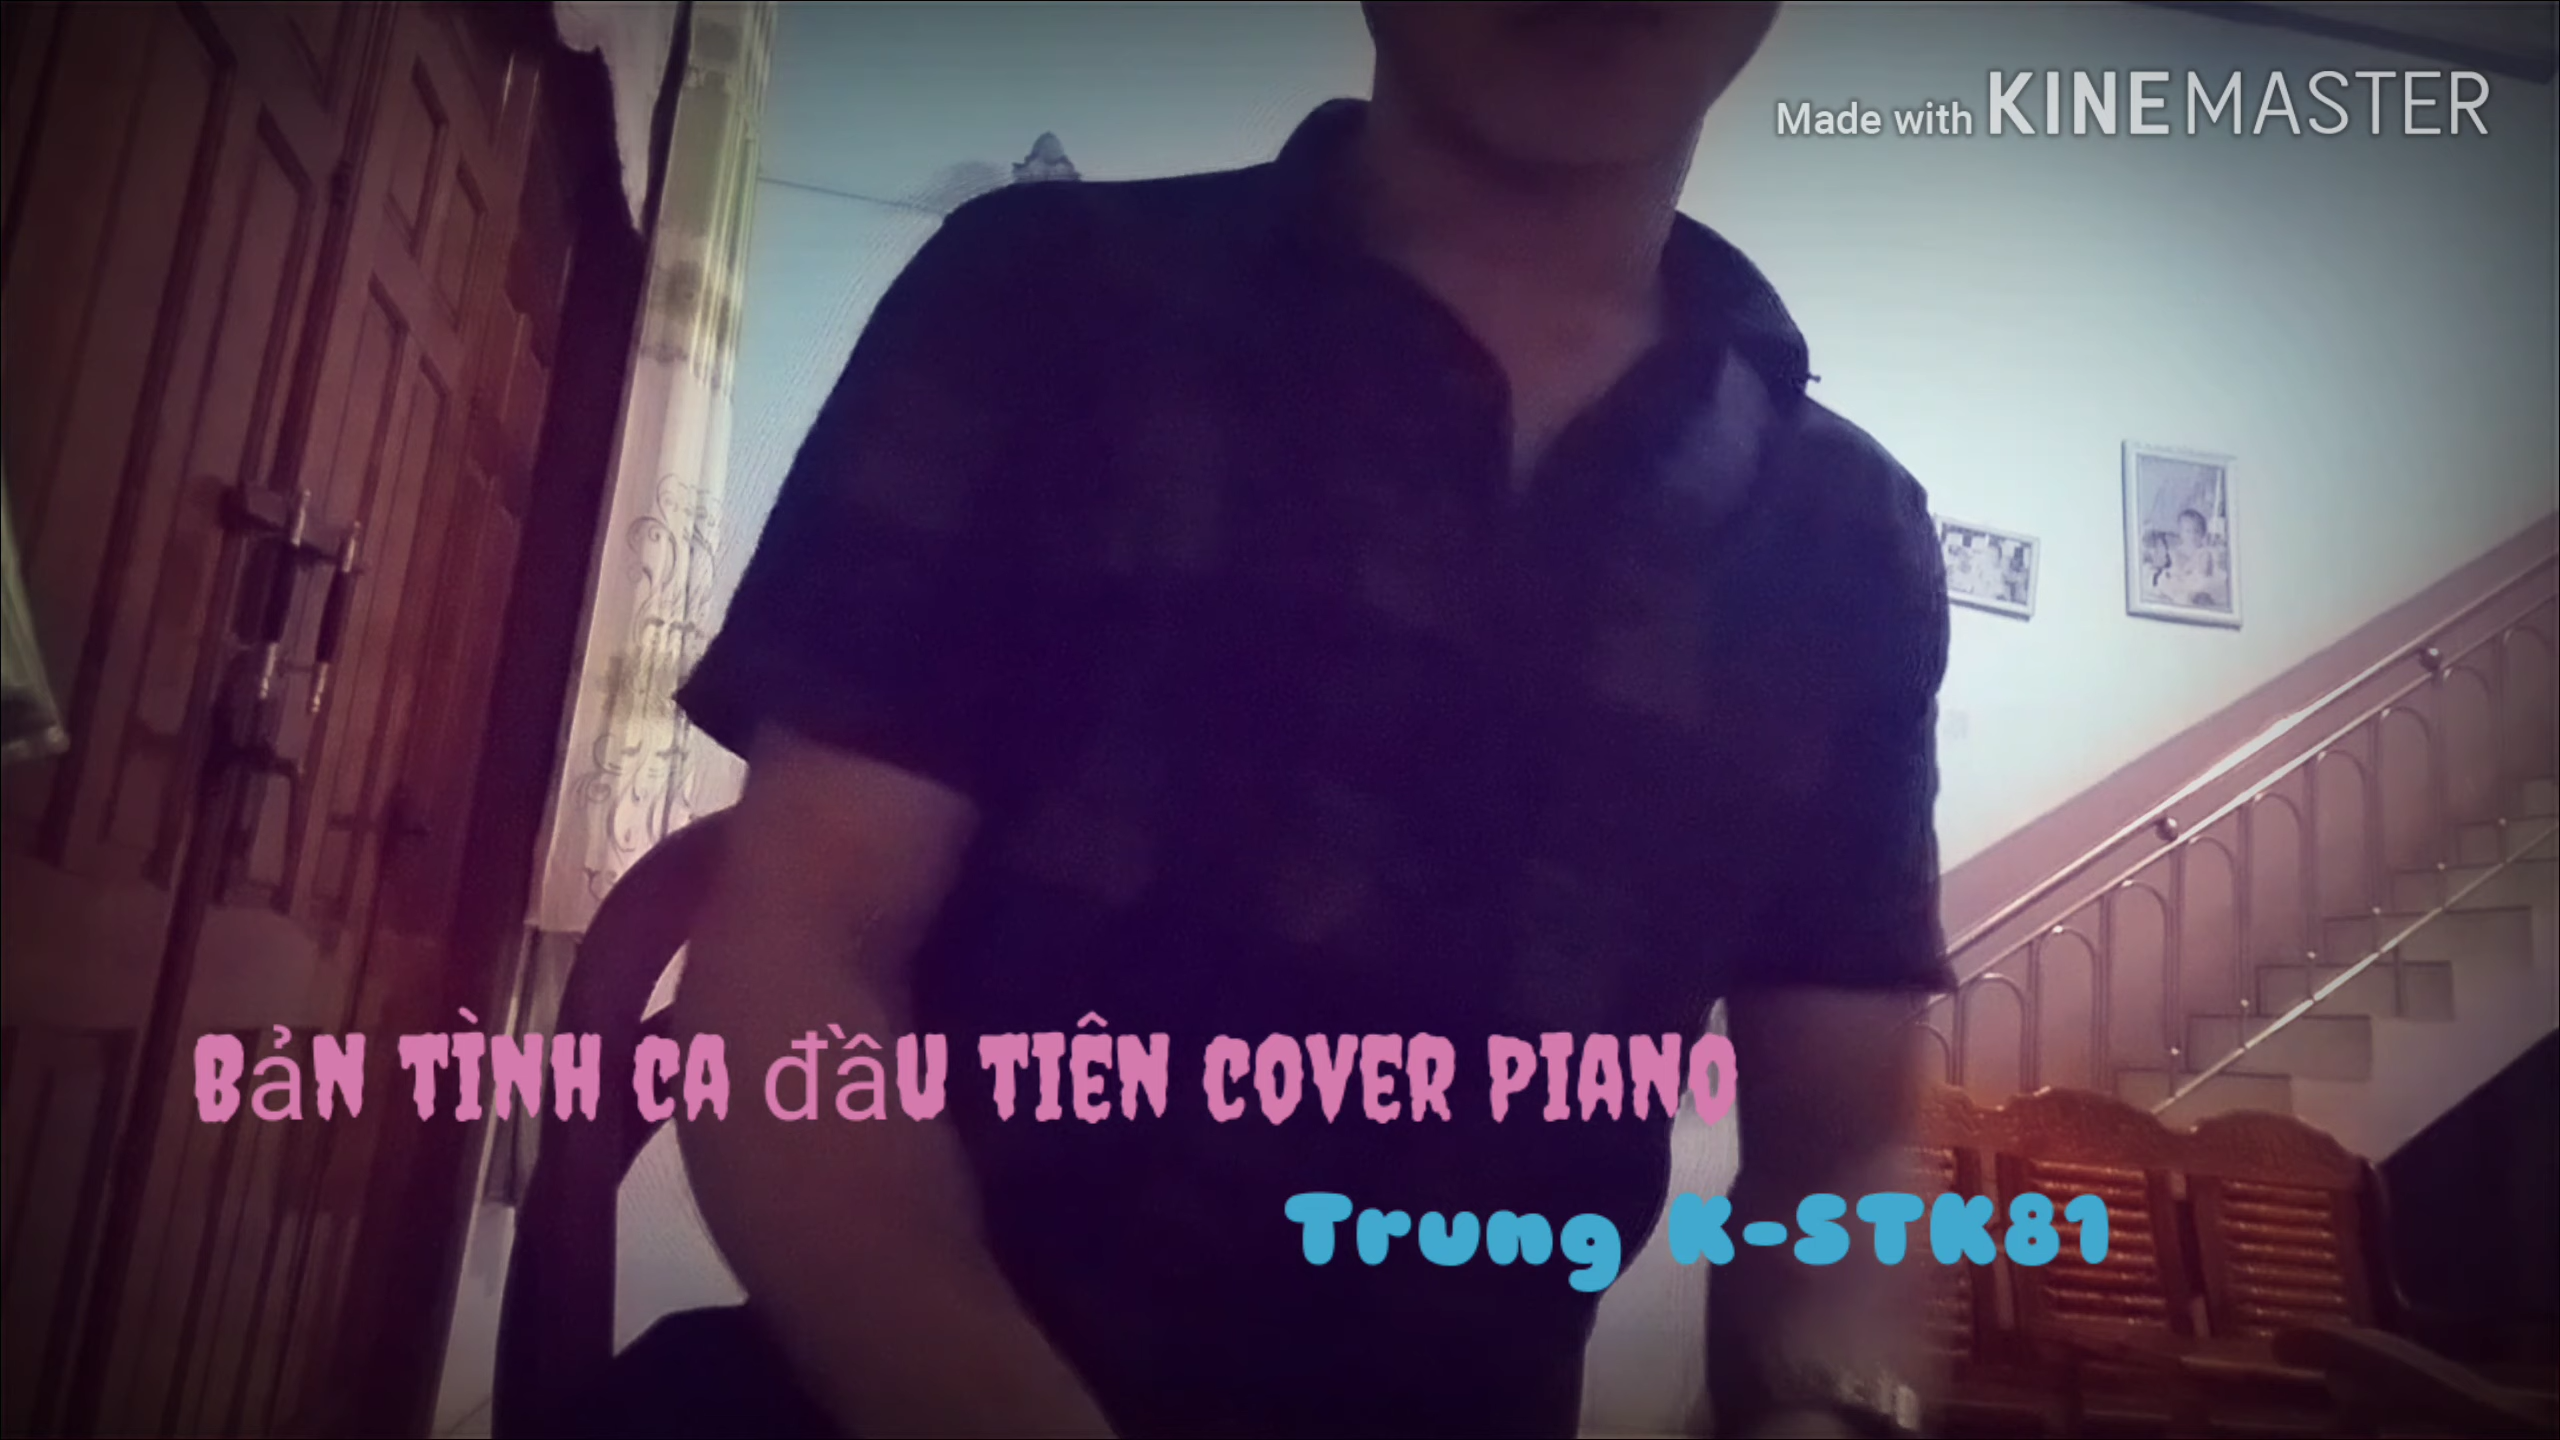 Made with KINEMASTER
BảN TÌNH CA đầU TIÊN COVER PIANO
Trung K-STK81